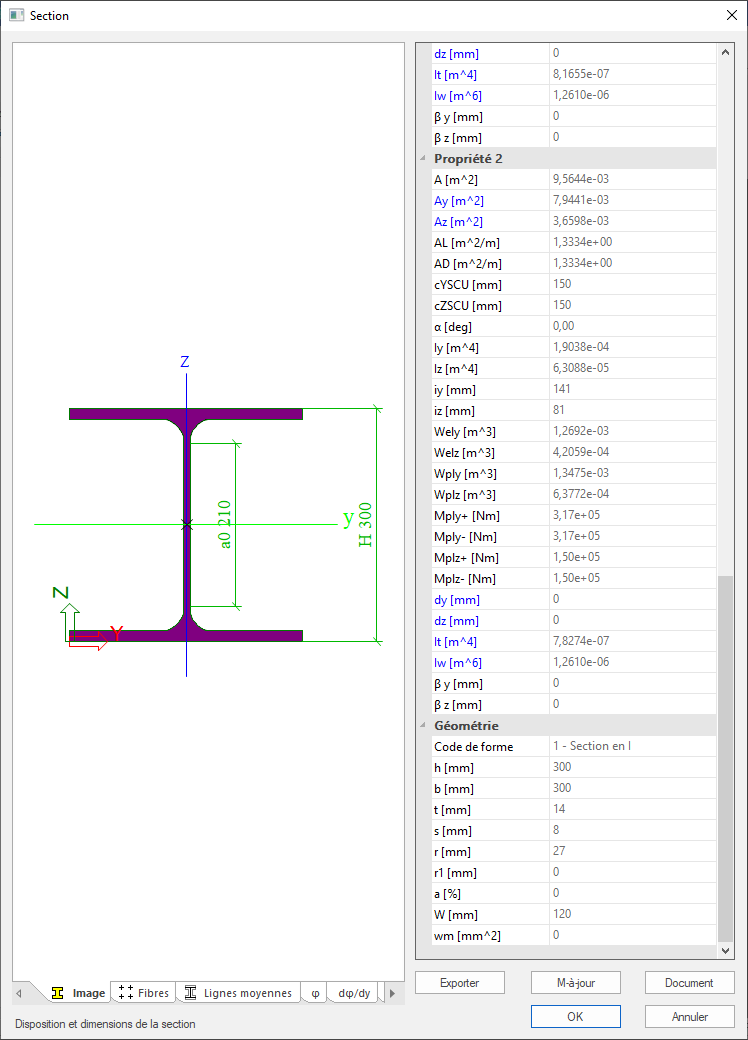 Section
Z
y
a0 210
H 300
Z
Y
Image
Fibres
Lignes moyennes
φ
dφ/dy
Disposition et dimensions de la section
dz [mm] 0
It [m^4] 8,1655e-07
Iw [m^6] 1,2610e-06
β y [mm] 0
β z [mm] 0
Propriété 2
A [m^2] 9,5644e-03
Ay [m^2] 7,9441e-03
Az [m^2] 3,6598e-03
AL [m^2/m] 1,3334e+00
AD [m^2/m] 1,3334e+00
cYSCU [mm] 150
cZSCU [mm] 150
α [deg] 0,00
Iy [m^4] 1,9038e-04
Iz [m^4] 6,3088e-05
iy [mm] 141
iz [mm] 81
Wely [m^3] 1,2692e-03
Welz [m^3] 4,2059e-04
Wply [m^3] 1,3475e-03
Wplz [m^3] 6,3772e-04
Mply+ [Nm] 3,17e+05
Mply- [Nm] 3,17e+05
Mplz+ [Nm] 1,50e+05
Mplz- [Nm] 1,50e+05
dy [mm] 0
dz [mm] 0
It [m^4] 7,8274e-07
Iw [m^6] 1,2610e-06
β y [mm] 0
β z [mm] 0
Géométrie
Code de forme 1 - Section en I
h [mm] 300
b [mm] 300
t [mm] 14
s [mm] 8
r [mm] 27
r1 [mm] 0
a [%] 0
W [mm] 120
wm [mm^2] 0
Exporter
M-à-jour
Document
OK
Annuler